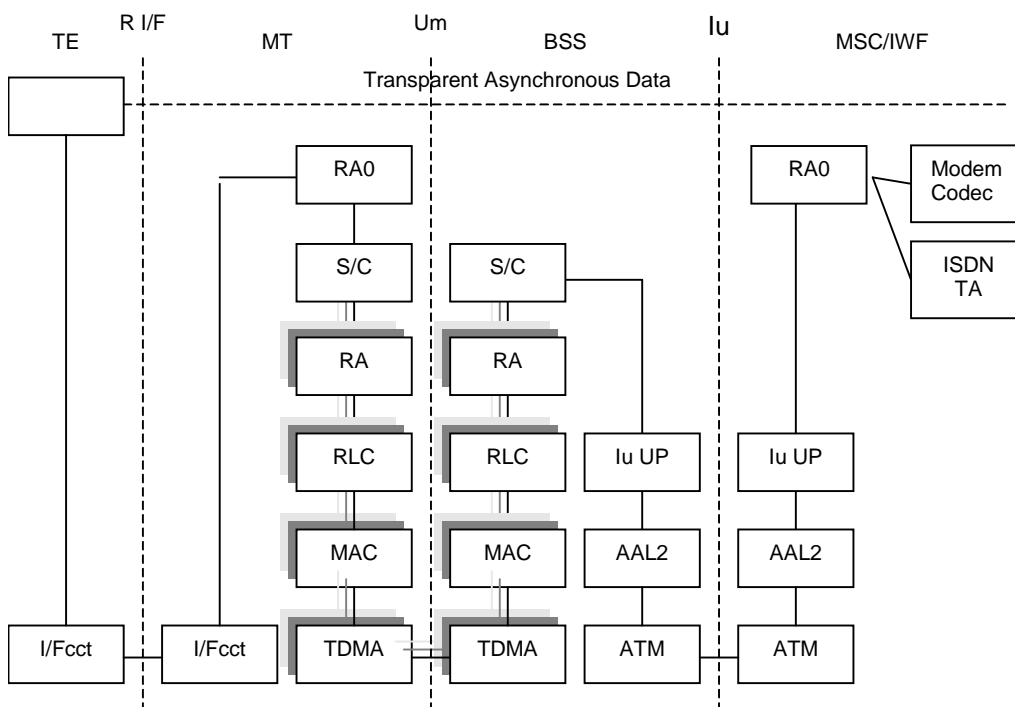 TE
R I/F
MT
Um
BSS
Iu
MSC/IWF
Transparent Asynchronous Data
RA0
RA0
Modem
Codec
S/C
S/C
ISDN
TA
RA
RA
RLC
RLC
Iu UP
Iu UP
MAC
MAC
AAL2
AAL2
I/Fcct
I/Fcct
TDMA
TDMA
ATM
ATM